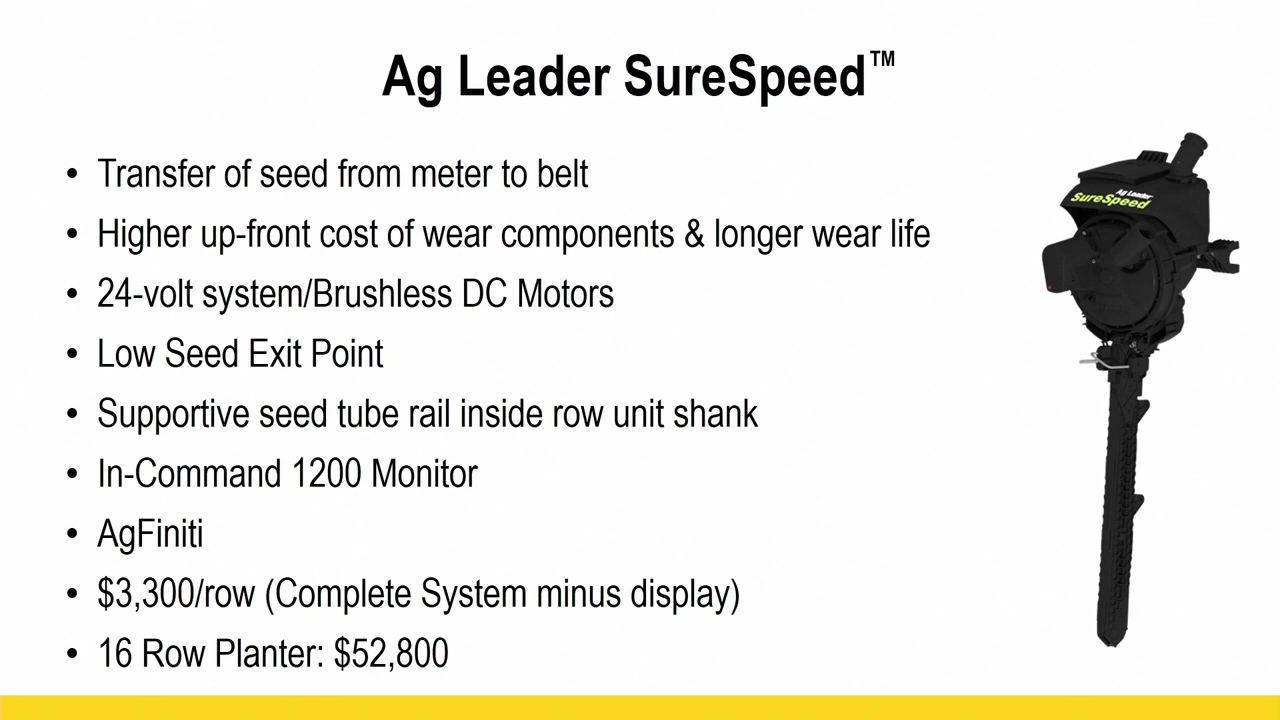 Ag Leader SureSpeed™
• Transfer of seed from meter to belt
• Higher up-front cost of wear components & longer wear life
• 24-volt system/Brushless DC Motors
• Low Seed Exit Point
• Supportive seed tube rail inside row unit shank
• In-Command 1200 Monitor
• AgFiniti
• $3,300/row (Complete System minus display)
• 16 Row Planter: $52,800
Ag Leader
SureSpeed